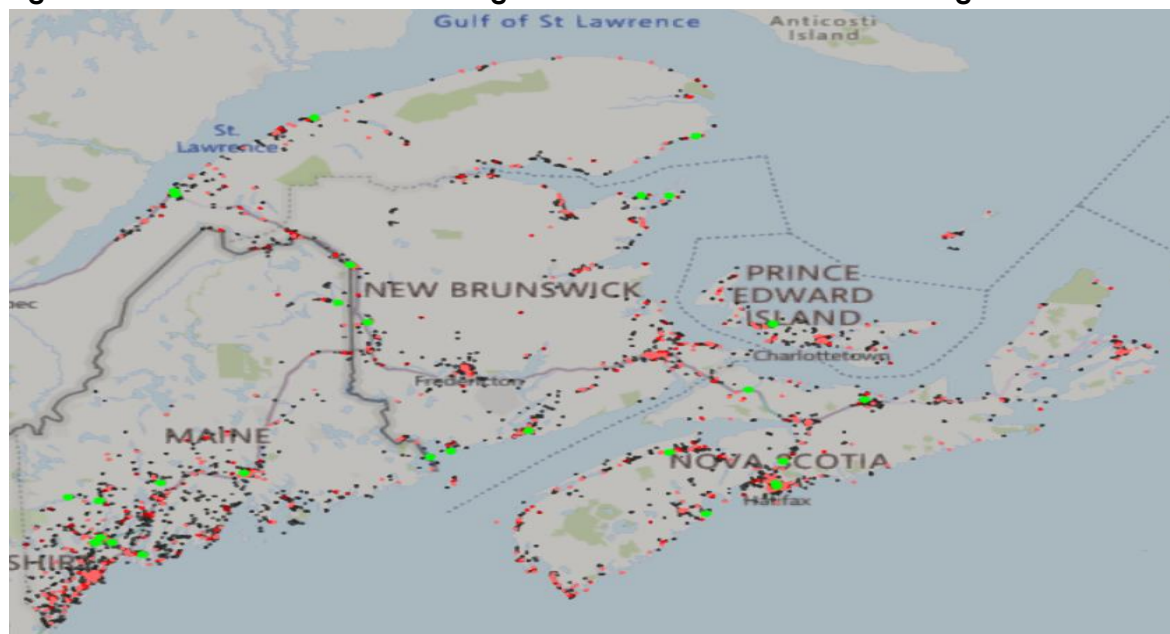 Gulf of St Lawrence
Anticosti
Island
St.
Lawrence
PRINCE
EDWARD
ISLAND
NEW BRUNSWICK
Charlottetown
Fredericton
MAINE
NOVA SCOTIA
Halifax